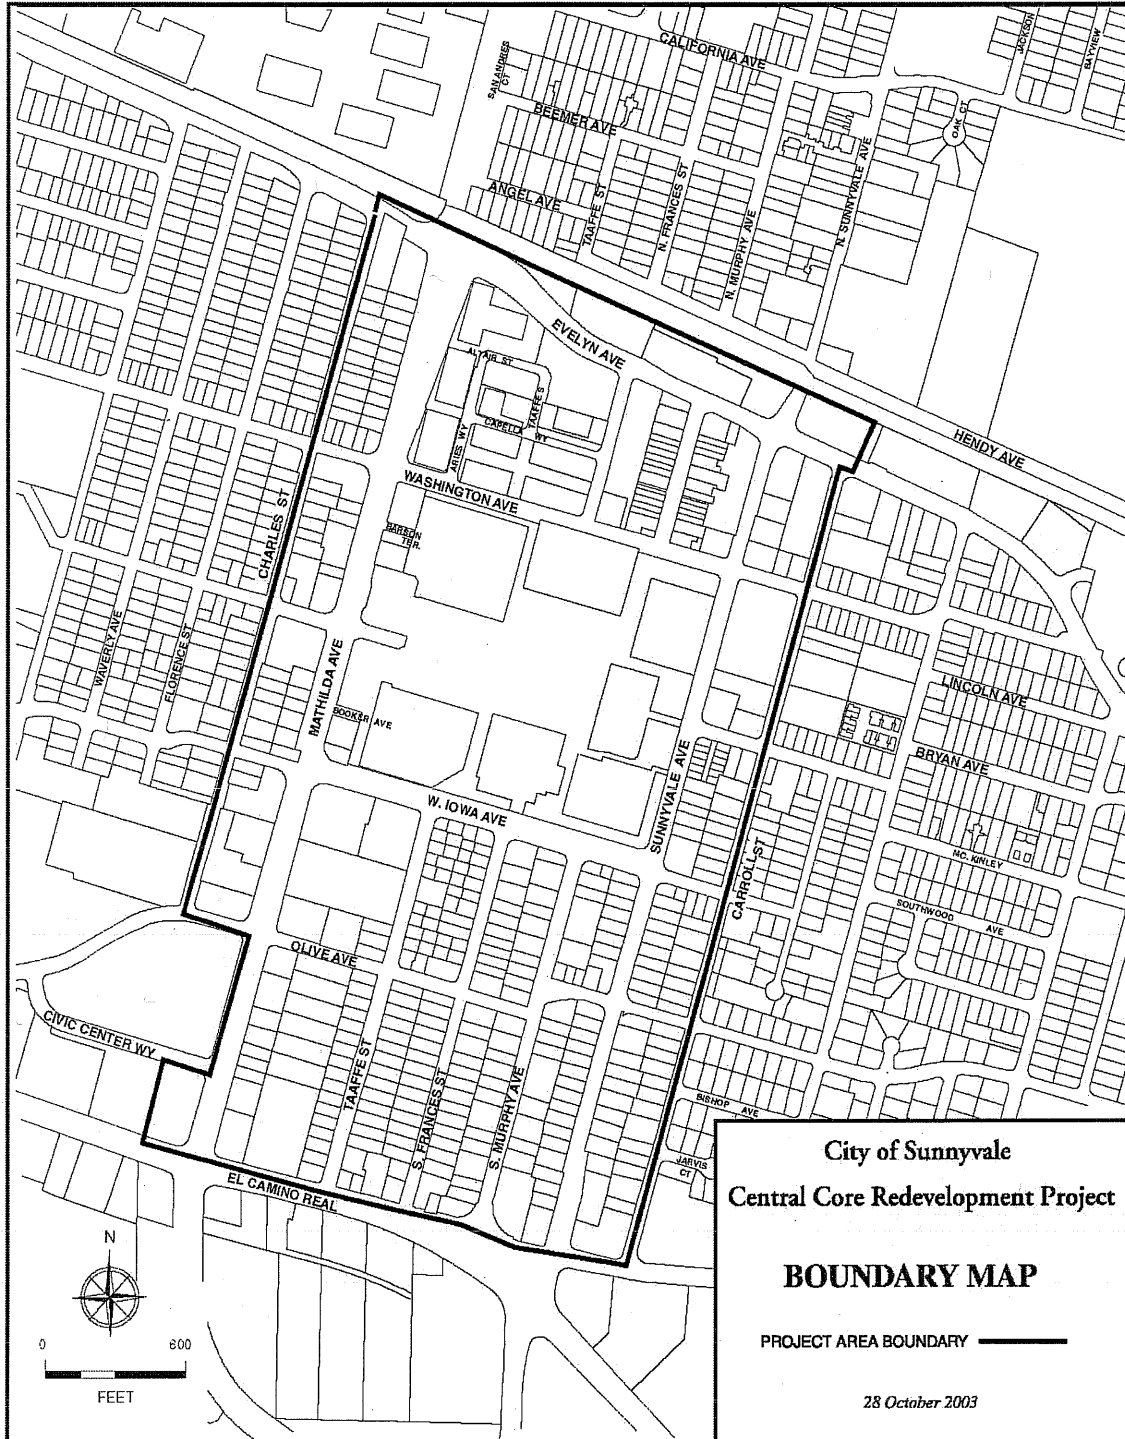 CALIFORNIA AVE
JACKSON
BAYVIEW
SAN ANDRES
CT
BEEMER AVE
OAK CT
N. SUNNYVALE AVE
ANGEL AVE
TAAFFE ST
N. FRANCES ST
N. MURPHY AVE
EVELYN AVE
ALTAIR ST
TAAFFE S
CAPELLA WY
ARIES WY
HENDY AVE
WASHINGTON AVE
CHARLES ST
TER.
WAVERLY AVE
FLORENCE ST
MATHILDA AVE
LINCOLN AVE
BOOKER AVE
BRYAN AVE
W. IOWA AVE
SUNNYVALE AVE
MC. KINLEY
CARROLL ST
SOUTHWOOD
AVE
OLIVE AVE
CIVIC CENTER WY
TAAFFE ST
S. FRANCES ST
S. MURPHY AVE
BISHOP AVE
JARVIS
CT
EL CAMINO REAL
N
0 600
FEET
City of Sunnyvale
Central Core Redevelopment Project
BOUNDARY MAP
PROJECT AREA BOUNDARY
28 October 2003